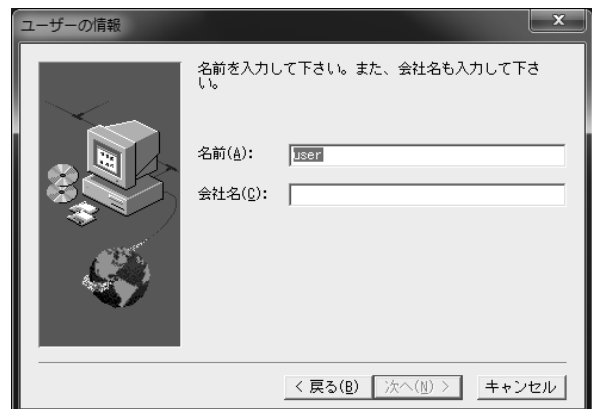 ユーザーの情報
名前を入力して下さい。また、会社名も入力して下さ
い。
名前(A):
user
会社名(C):
< 戻る(B)
次へ(N) >
キャンセル